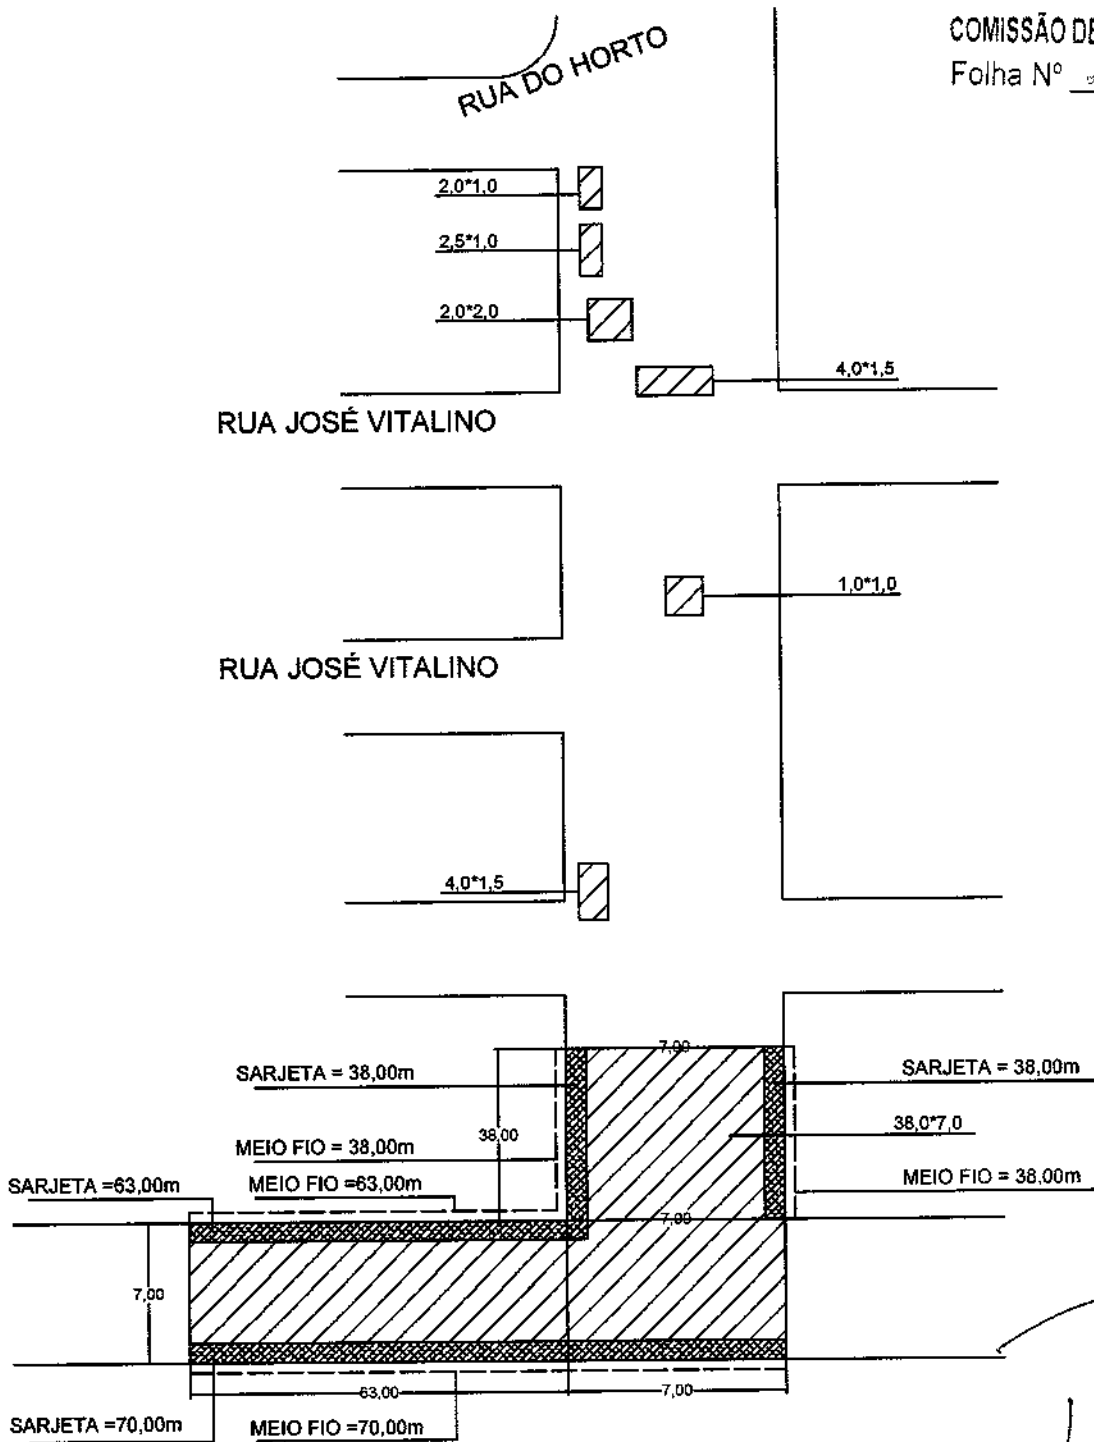 COMISSÃO DE
Folha Nº
RUA DO HORTO
2,0*1,0
2,5*1,0
2,0*2,0
4,0*1,5
RUA JOSÉ VITALINO
1,0*1,0
RUA JOSÉ VITALINO
4,0*1,5
7,00
SARJETA = 38,00m
SARJETA = 38,00m
38,00
38,0*7,0
MEIO FIO = 38,00m
MEIO FIO = 38,00m
SARJETA =63,00m
MEIO FIO =63,00m
7,00
7,00
63,00
7,00
SARJETA =70,00m
MEIO FIO =70,00m